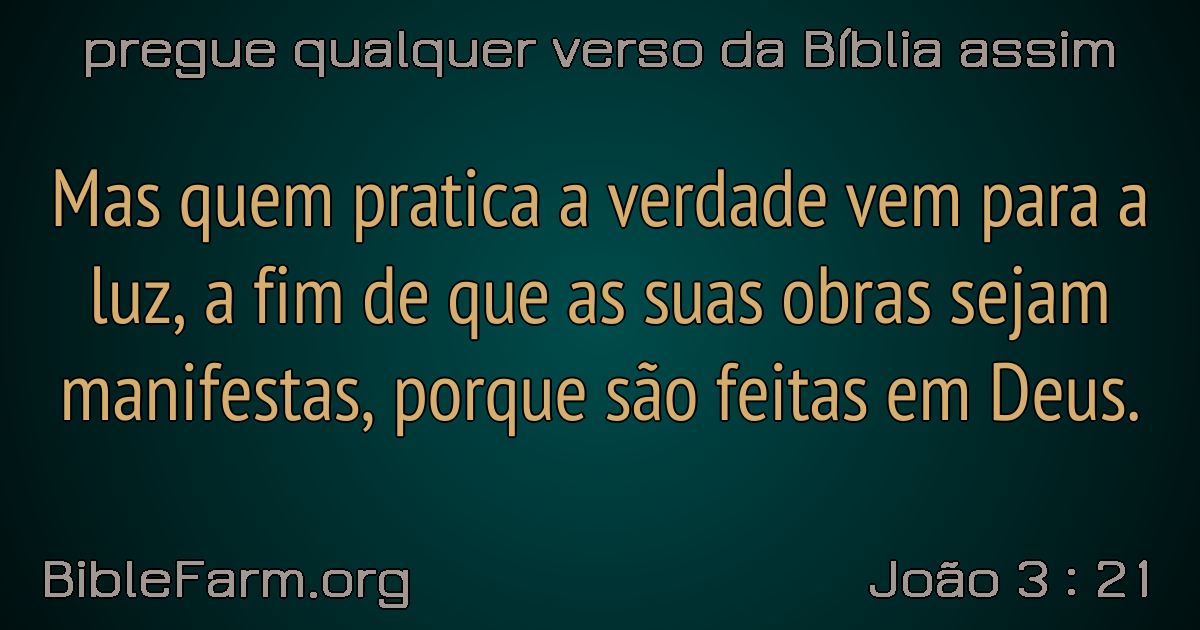 pregue qualquer verso da Bíblia assim
Mas quem pratica a verdade vem para a
luz, a fim de que as suas obras sejam
manifestas, porque são feitas em Deus.
BibleFarm.org
João 3 : 21